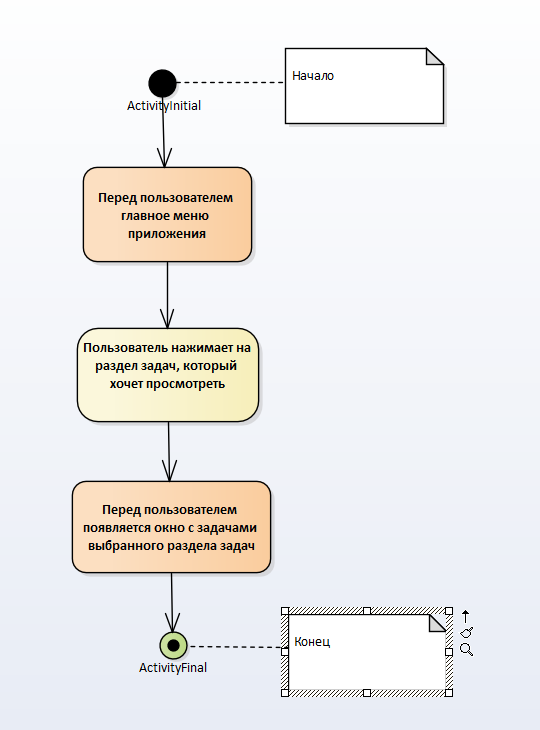 Начало
ActivityInitial
Перед пользователем
главное меню
приложения
Пользователь нажимает на
раздел задач, который
хочет просмотреть
Перед пользователем
появляется окно с задачами
выбранного раздела задач
Конец
ActivityFinal